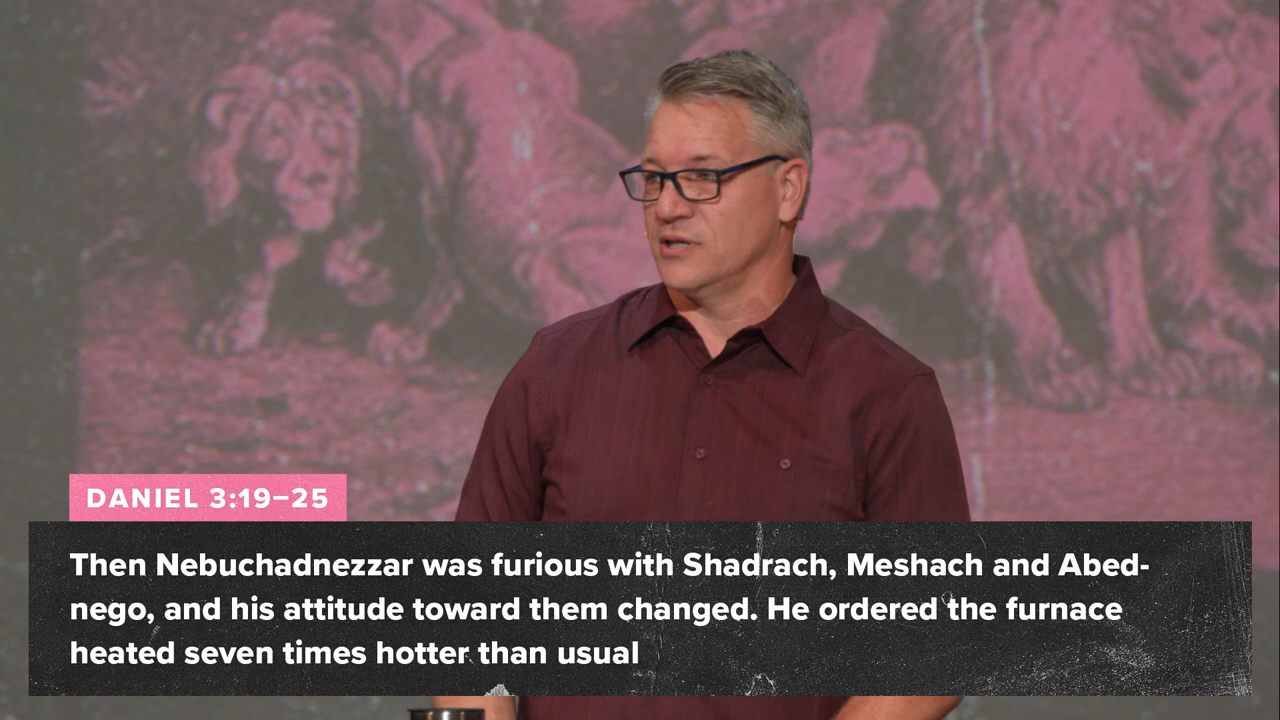 DANIEL 3:19–25
Then Nebuchadnezzar was furious with Shadrach, Meshach and Abed-
nego, and his attitude toward them changed. He ordered the furnace
heated seven times hotter than usual